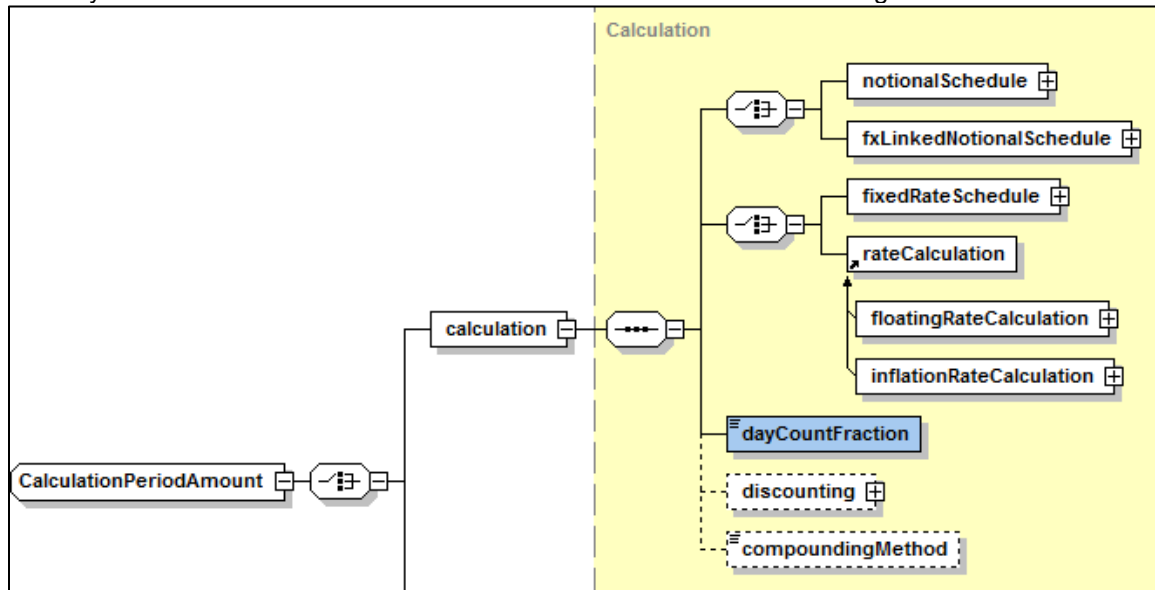 Calculation
notionalSchedule
fxLinkedNotionalSchedule
fixedRateSchedule
rateCalculation
floatingRateCalculation
calculation
inflationRateCalculation
dayCountFraction
CalculationPeriodAmount
discounting
compoundingMethod